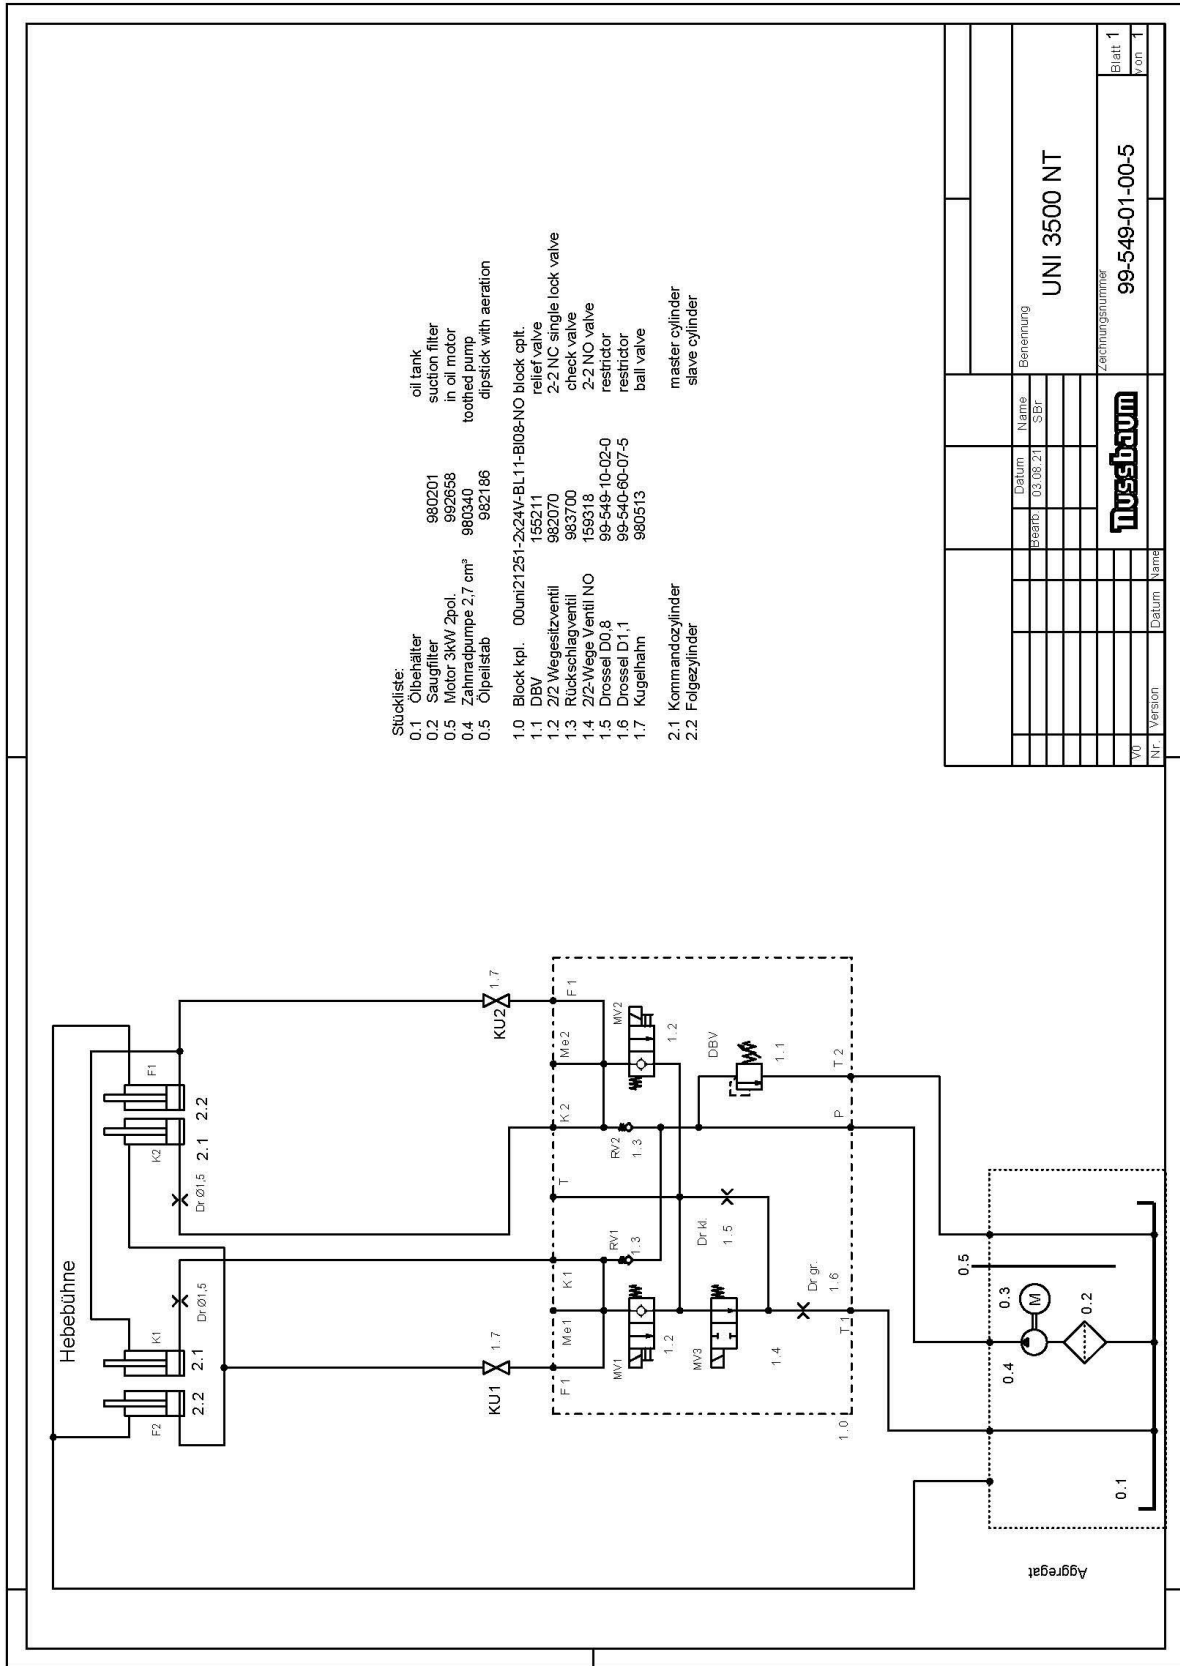 Hebebühne
F2
K1
K2
F1
2.2
2.1
2.1
2.2
Dr Ø1,5
Dr Ø1,5
KU1
1.7
KU2
1.7
F1
Me1
K1
T
K2
Me2
F1
MV1
1.2
RV1
1.3
RV2
1.3
MV2
1.2
MV3
1.4
Dr kl.
1.5
Dr gr.
1.6
DBV
1.1
1.0
T1
P
T2
Aggregat
0.1
0.4
0.3
M
0.2
0.5
Stückliste:
0.1 Ölbehälter oil tank
0.2 Saugfilter 980201 suction filter
0.5 Motor 3kW 2pol. 992658 in oil motor
0.4 Zahnradpumpe 2,7 cm³ 980340 toothed pump
0.5 Ölpeilstab 982186 dipstick with aeration
1.0 Block kpl. 00uni21251-2x24V-BL11-BI08-NO block cplt.
1.1 DBV 155211 relief valve
1.2 2/2 Wegesitzventil 982070 2-2 NC single lock valve
1.3 Rückschlagventil 983700 check valve
1.4 2/2-Wege Ventil NO 159318 2-2 NO valve
1.5 Drossel D0,8 99-549-10-02-0 restrictor
1.6 Drossel D1,1 99-540-60-07-5 restrictor
1.7 Kugelhahn 980513 ball valve
2.1 Kommandozylinder master cylinder
2.2 Folgezylinder slave cylinder
Datum Name
Bearb. 03.08.21 SBr
Benennung
UNI 3500 NT
Nussbaum
Zeichnungsnummer
99-549-01-00-5
Blatt 1
von 1
V0
Nr. Version Datum Name